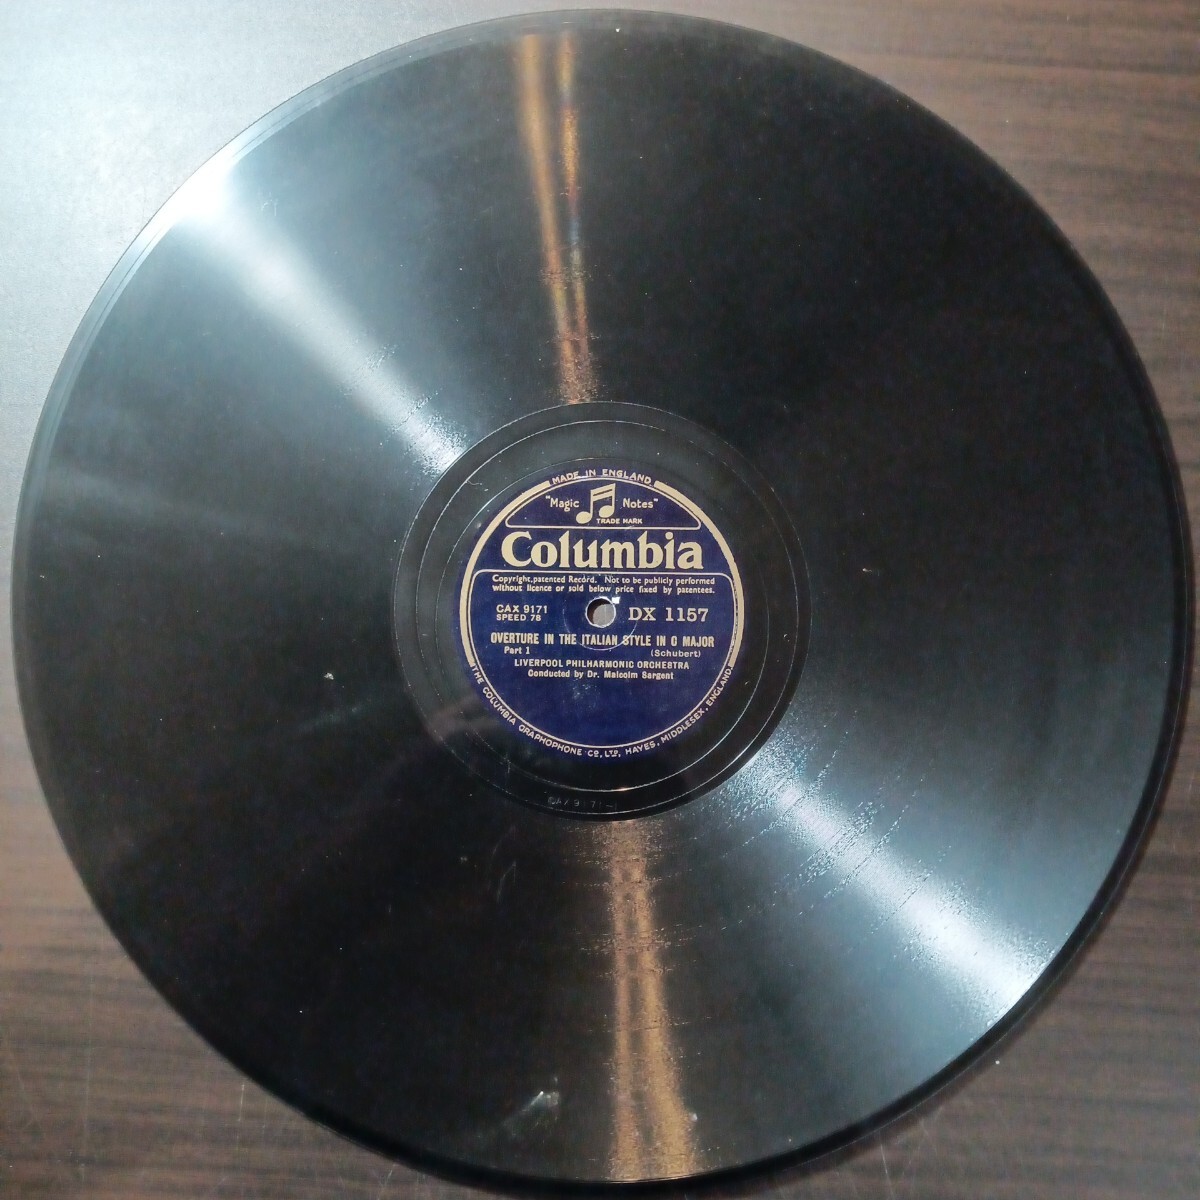 MADE IN ENGLAND
"Magic Notes"
TRADE MARK
Columbia
Copyright, patented Record. Not to be publicly performed
without licence or sold below price fixed by patentees.
CAX 9171 DX 1157
SPEED 78
OVERTURE IN THE ITALIAN STYLE IN C MAJOR
Part 1 (Schubert)
LIVERPOOL PHILHARMONIC ORCHESTRA
Conducted by Dr. Malcolm Sargent
THE COLUMBIA GRAPHOPHONE CO., LTD., HAYES, MIDDLESEX, ENGLAND.
CAX 9171-1